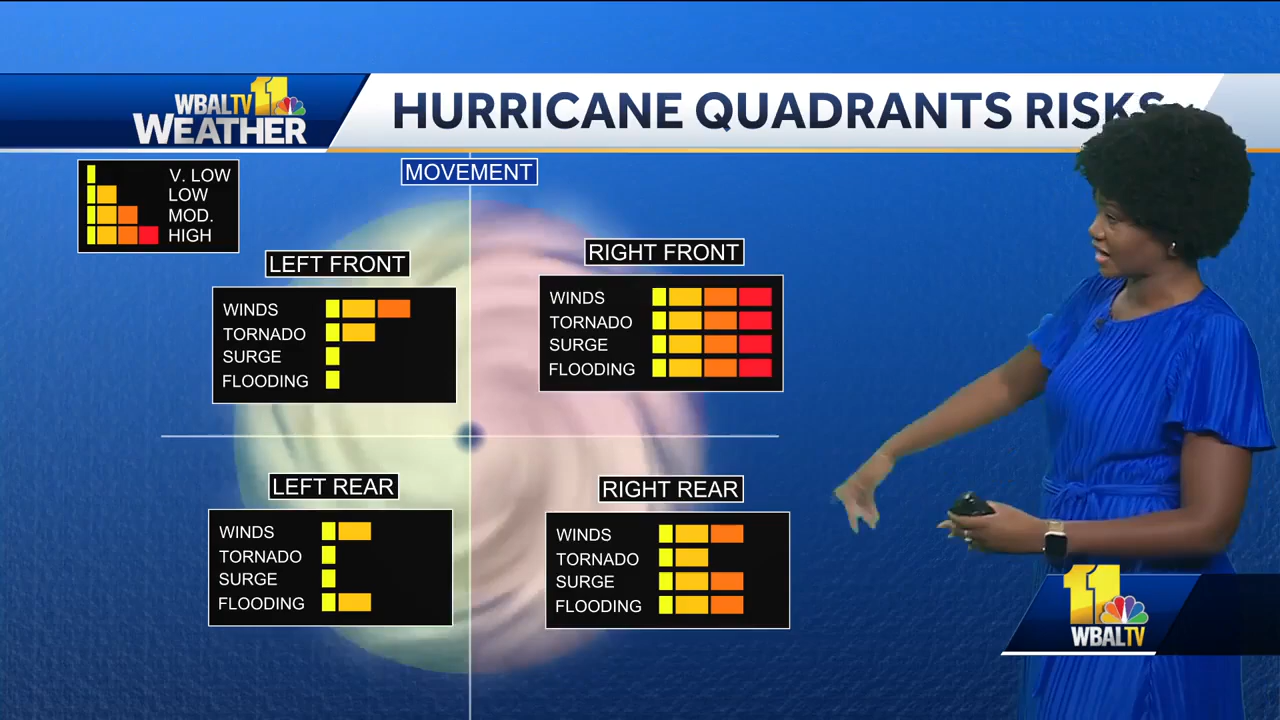 WBALTV 11
WEATHER
HURRICANE QUADRANTS RISKS
V. LOW
LOW
MOD.
HIGH
MOVEMENT
LEFT FRONT
WINDS
TORNADO
SURGE
FLOODING
RIGHT FRONT
WINDS
TORNADO
SURGE
FLOODING
LEFT REAR
WINDS
TORNADO
SURGE
FLOODING
RIGHT REAR
WINDS
TORNADO
SURGE
FLOODING
11
WBALTV